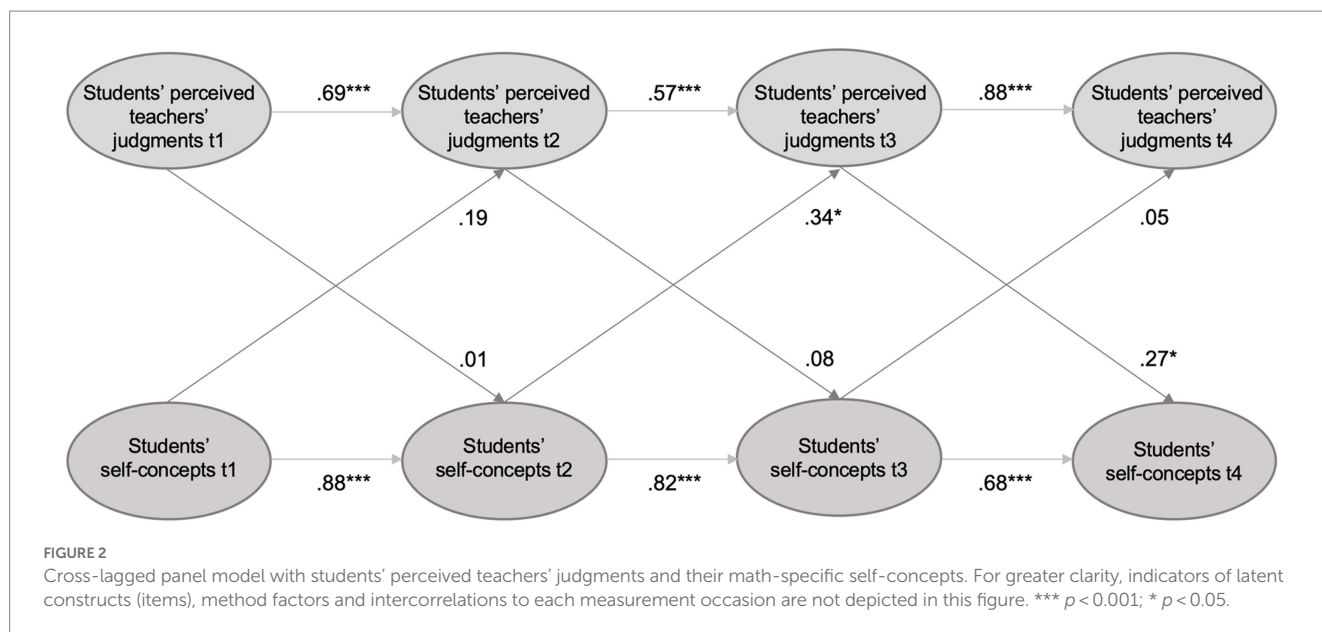 Students' perceived
teachers'
judgments t1
.69***
Students' perceived
teachers'
judgments t2
.57***
Students' perceived
teachers'
judgments t3
.88***
Students' perceived
teachers'
judgments t4
.19
.34*
.05
.01
.08
.27*
Students'
self-concepts t1
.88***
Students'
self-concepts t2
.82***
Students'
self-concepts t3
.68***
Students'
self-concepts t4
FIGURE 2
Cross-lagged panel model with students' perceived teachers' judgments and their math-specific self-concepts. For greater clarity, indicators of latent
constructs (items), method factors and intercorrelations to each measurement occasion are not depicted in this figure. *** p < 0.001; * p < 0.05.